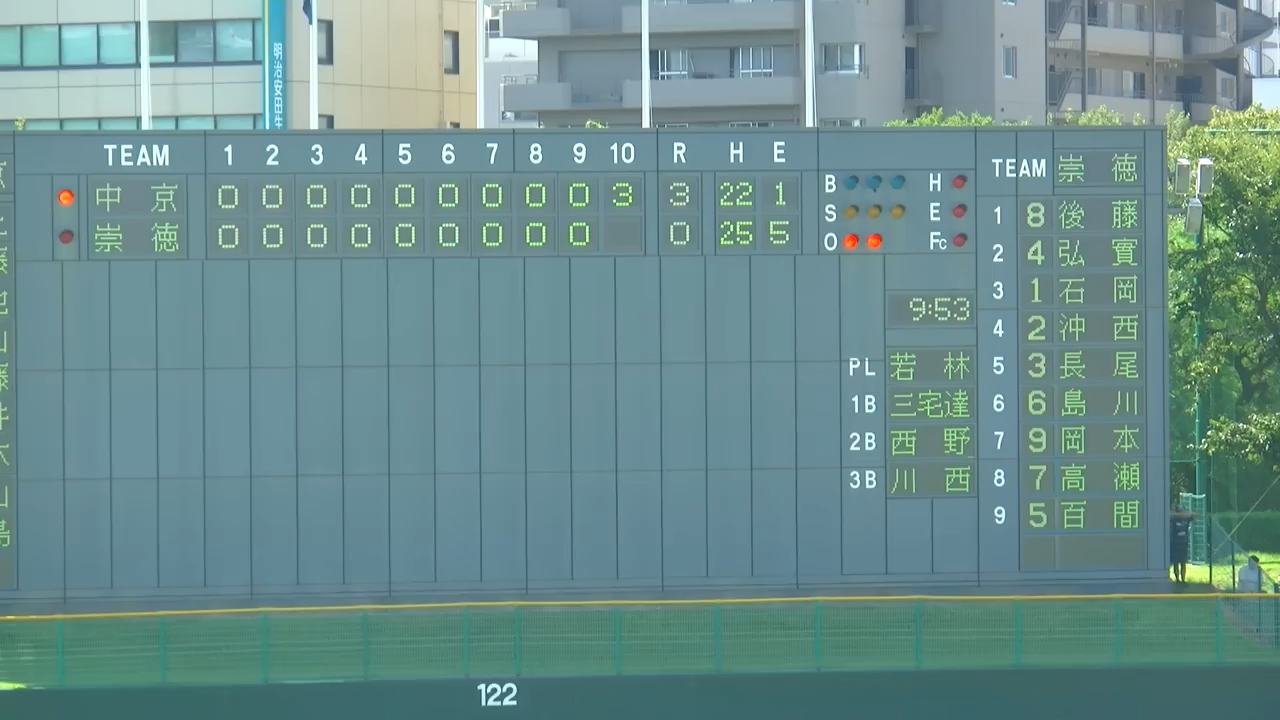 明治安田生
TEAM 1 2 3 4 5 6 7 8 9 10 R H E
中京 0 0 0 0 0 0 0 0 0 3 3 22 1
崇徳 0 0 0 0 0 0 0 0 0 0 25 5
B H
S E
O Fc
9:53
PL 若林
1B 三宅達
2B 西野
3B 川西
TEAM 崇徳
1 8 後藤
2 4 弘實
3 1 石岡
4 2 沖西
5 3 長尾
6 6 島川
7 9 岡本
8 7 高瀬
9 5 百間
122